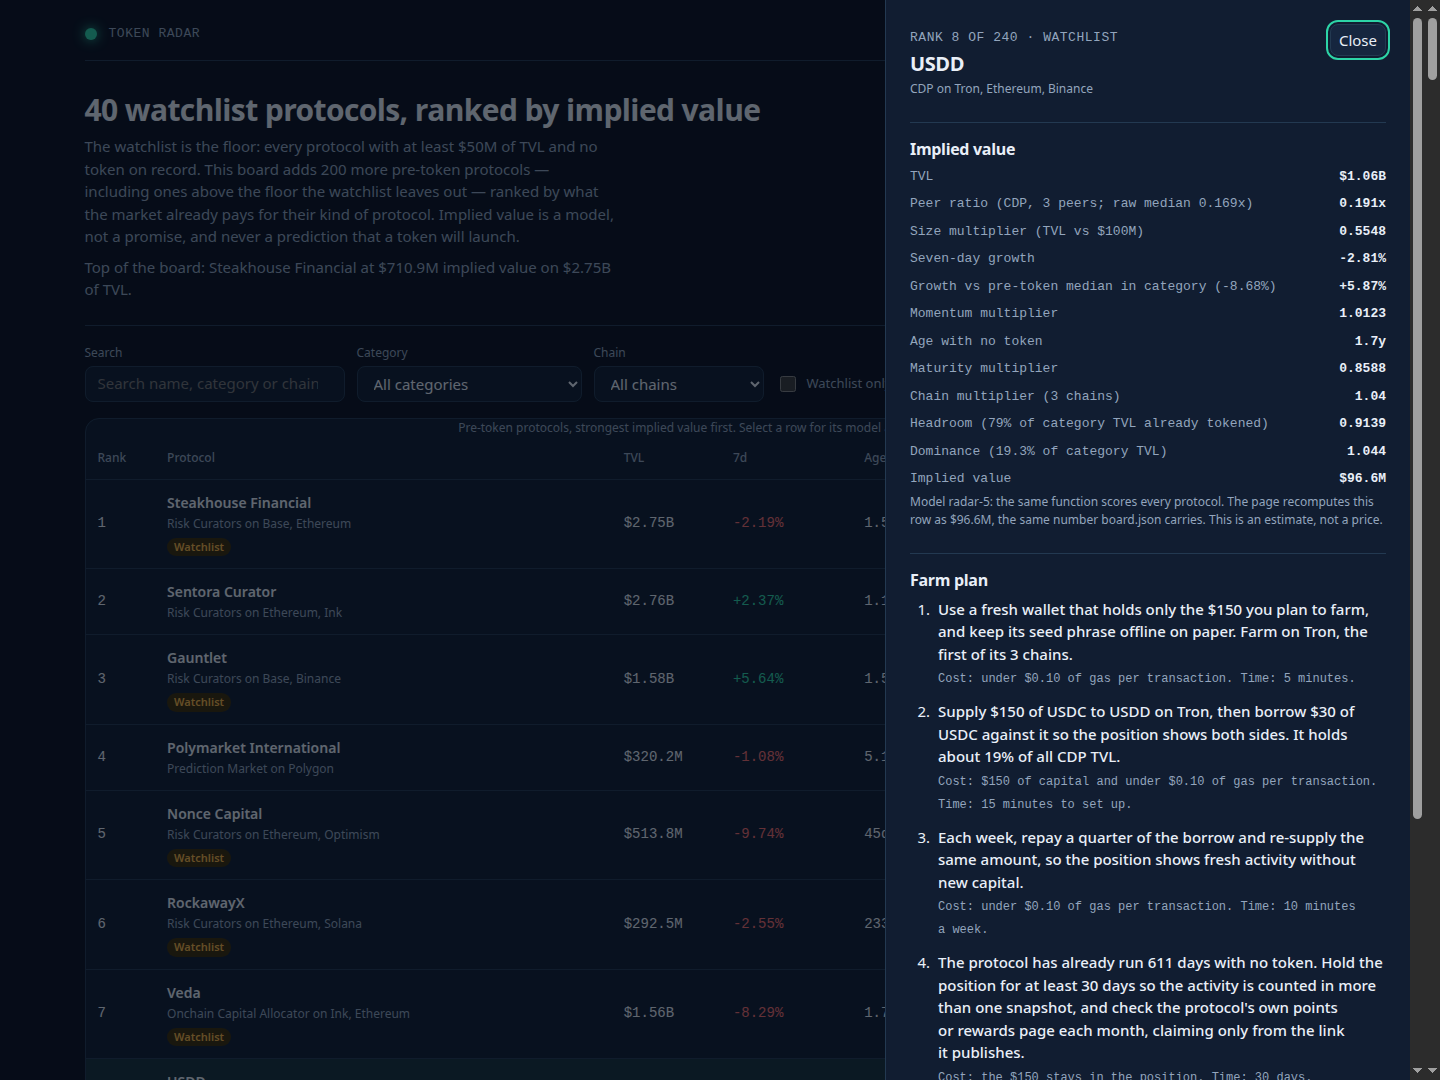 TOKEN RADAR
40 watchlist protocols, ranked by implied value
The watchlist is the floor: every protocol with at least $50M of TVL and no
token on record. This board adds 200 more pre-token protocols —
including ones above the floor the watchlist leaves out — ranked by what
the market already pays for their kind of protocol. Implied value is a model,
not a promise, and never a prediction that a token will launch.
Top of the board: Steakhouse Financial at $710.9M implied value on $2.75B
of TVL.
Search
Category
Chain
Search name, category or chain
All categories
All chains
Watchlist
Pre-token protocols, strongest implied value first. Select a row for its model
Rank
Protocol
TVL
7d
Age
1
Steakhouse Financial
Risk Curators on Base, Ethereum
Watchlist
$2.75B
-2.19%
2
Sentora Curator
Risk Curators on Ethereum, Ink
$2.76B
+2.37%
3
Gauntlet
Risk Curators on Base, Binance
Watchlist
$1.58B
+5.64%
4
Polymarket International
Prediction Market on Polygon
$320.2M
-1.08%
5
Nonce Capital
Risk Curators on Ethereum, Optimism
Watchlist
$513.8M
-9.74%
6
RockawayX
Risk Curators on Ethereum, Solana
Watchlist
$292.5M
-2.55%
7
Veda
Onchain Capital Allocator on Ink, Ethereum
Watchlist
$1.56B
-8.29%
RANK 8 OF 240 · WATCHLIST
Close
USDD
CDP on Tron, Ethereum, Binance
Implied value
TVL $1.06B
Peer ratio (CDP, 3 peers; raw median 0.169x) 0.191x
Size multiplier (TVL vs $100M) 0.5548
Seven-day growth -2.81%
Growth vs pre-token median in category (-8.68%) +5.87%
Momentum multiplier 1.0123
Age with no token 1.7y
Maturity multiplier 0.8588
Chain multiplier (3 chains) 1.04
Headroom (79% of category TVL already tokened) 0.9139
Dominance (19.3% of category TVL) 1.044
Implied value $96.6M
Model radar-5: the same function scores every protocol. The page recomputes this
row as $96.6M, the same number board.json carries. This is an estimate, not a price.
Farm plan
1. Use a fresh wallet that holds only the $150 you plan to farm,
and keep its seed phrase offline on paper. Farm on Tron, the
first of its 3 chains.
Cost: under $0.10 of gas per transaction. Time: 5 minutes.
2. Supply $150 of USDC to USDD on Tron, then borrow $30 of
USDC against it so the position shows both sides. It holds
about 19% of all CDP TVL.
Cost: $150 of capital and under $0.10 of gas per transaction.
Time: 15 minutes to set up.
3. Each week, repay a quarter of the borrow and re-supply the
same amount, so the position shows fresh activity without
new capital.
Cost: under $0.10 of gas per transaction. Time: 10 minutes
a week.
4. The protocol has already run 611 days with no token. Hold the
position for at least 30 days so the activity is counted in more
than one snapshot, and check the protocol's own points
or rewards page each month, claiming only from the link
it publishes.
Cost: the $150 stays in the position. Time: 30 days.